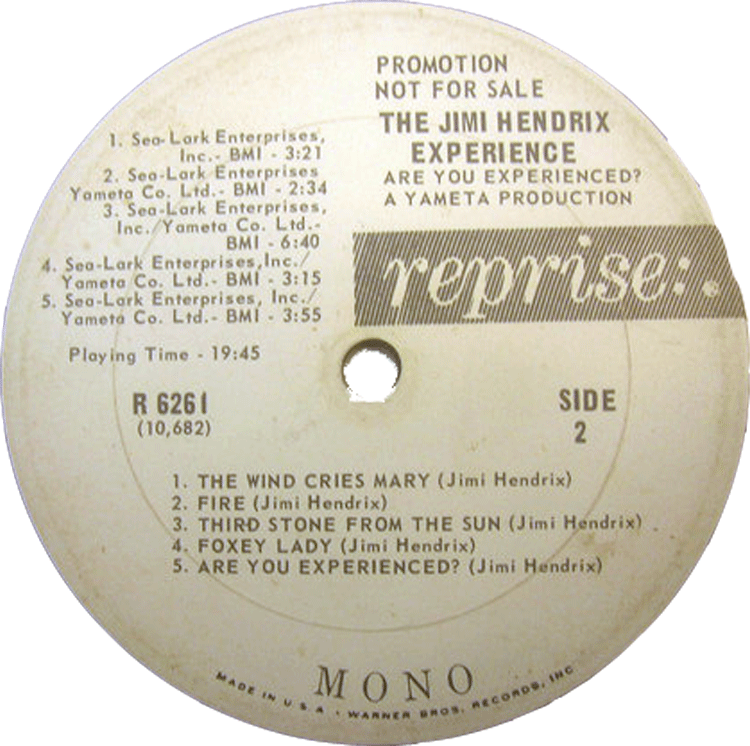 PROMOTION
NOT FOR SALE
THE JIMI HENDRIX
EXPERIENCE
ARE YOU EXPERIENCED?
A YAMETA PRODUCTION
1. Sea-Lark Enterprises,
Inc.- BMI - 3:21
2. Sea-Lark Enterprises
Yameta Co. Ltd.- BMI - 2:34
3. Sea-Lark Enterprises,
Inc./Yameta Co. Ltd.-
BMI - 6:40
4. Sea-Lark Enterprises,Inc./
Yameta Co. Ltd.- BMI - 3:15
5. Sea-Lark Enterprises, Inc./
Yameta Co. Ltd.- BMI - 3:55
Playing Time - 19:45
reprise:.
R 6261
(10,682)
SIDE
2
1. THE WIND CRIES MARY (Jimi Hendrix)
2. FIRE (Jimi Hendrix)
3. THIRD STONE FROM THE SUN (Jimi Hendrix)
4. FOXEY LADY (Jimi Hendrix)
5. ARE YOU EXPERIENCED? (Jimi Hendrix)
MONO
MADE IN U.S.A • WARNER BROS. RECORDS, INC